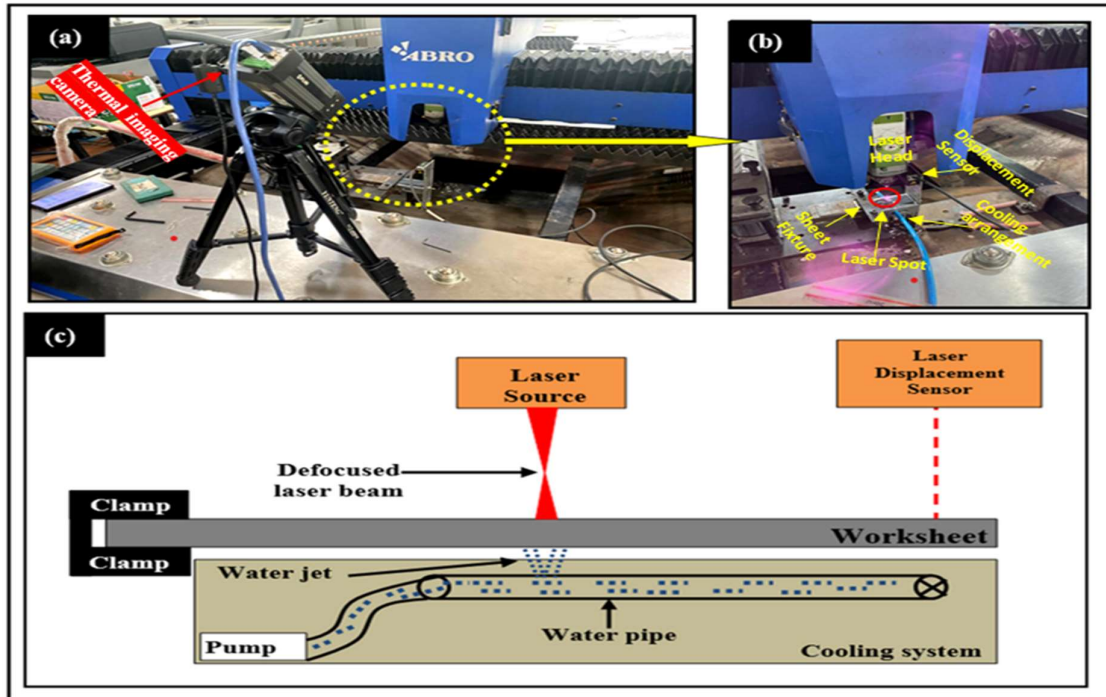 (a)
ABRO
Thermal imaging
camera
(b)
Laser
Head
Displacement
Sensor
Sheet
Fixture
Laser Spot
Cooling
arrangement
(c)
Laser
Source
Laser
Displacement
Sensor
Defocused
laser beam
Clamp
Worksheet
Clamp
Water jet
Water pipe
Pump
Cooling system